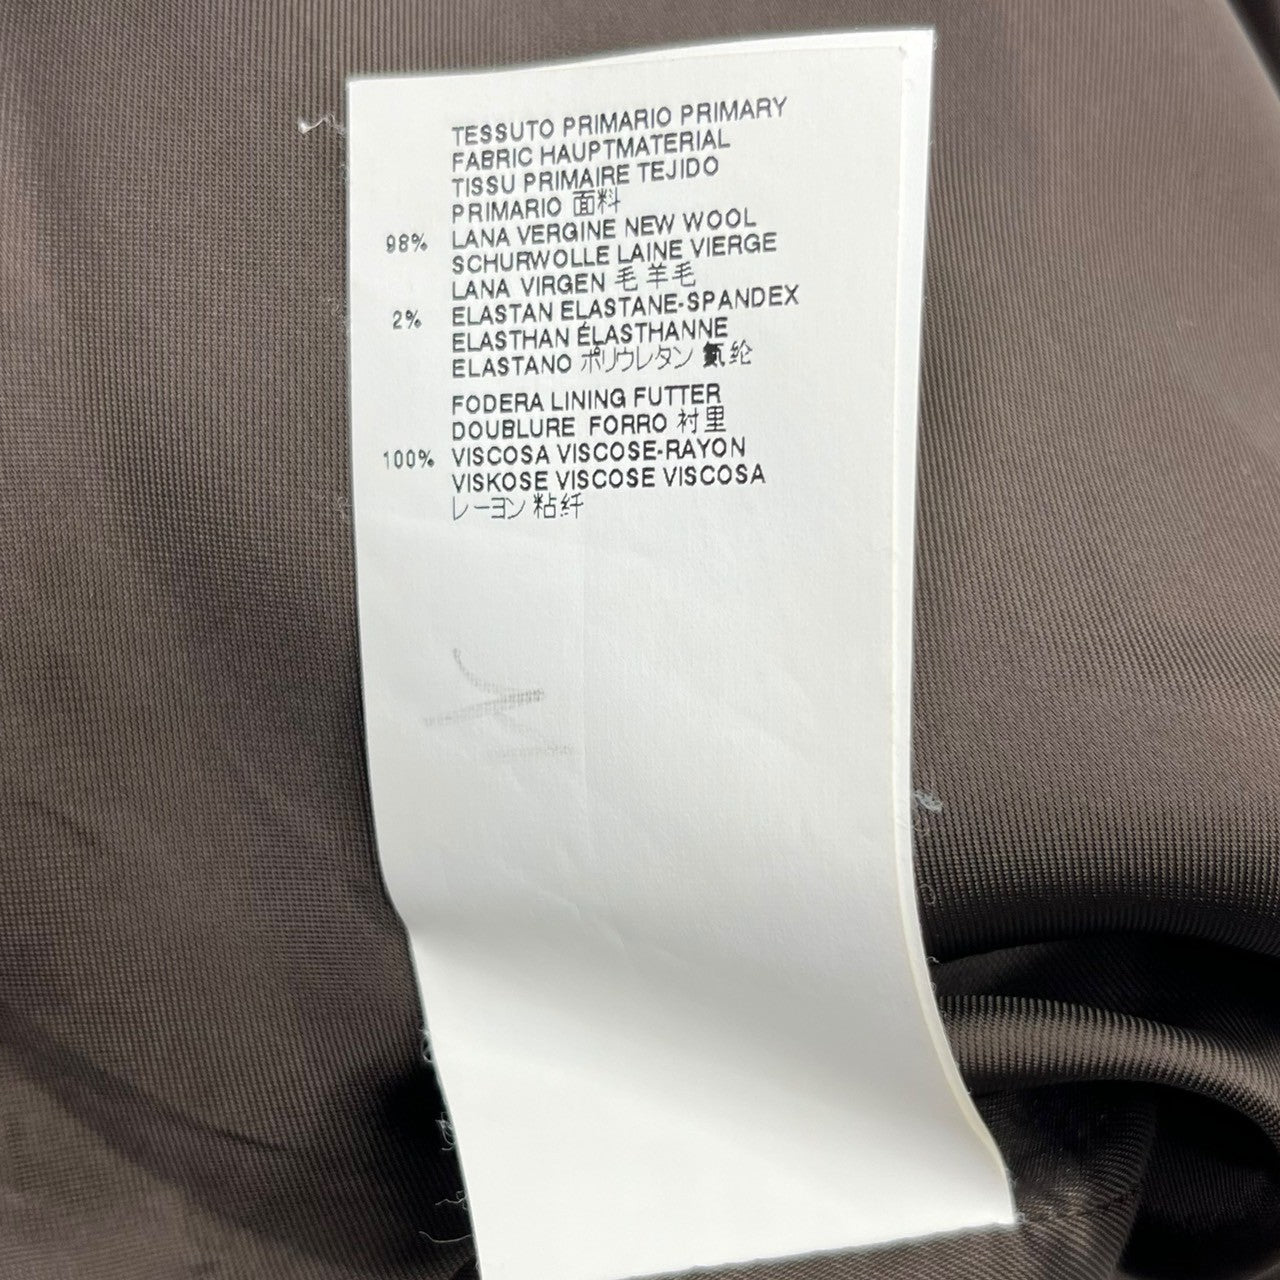 TESSUTO PRIMARIO PRIMARY
FABRIC HAUPTMATERIAL
TISSU PRIMAIRE TEJIDO
PRIMARIO 面料
98% LANA VERGINE NEW WOOL
SCHURWOLLE LAINE VIERGE
LANA VIRGEN 毛 羊毛
2% ELASTAN ELASTANE-SPANDEX
ELASTHAN ÉLASTHANNE
ELASTANO ポリウレタン 氨纶
FODERA LINING FUTTER
DOUBLURE FORRO 衬里
100% VISCOSA VISCOSE-RAYON
VISKOSE VISCOSE VISCOSA
レーヨン 粘纤